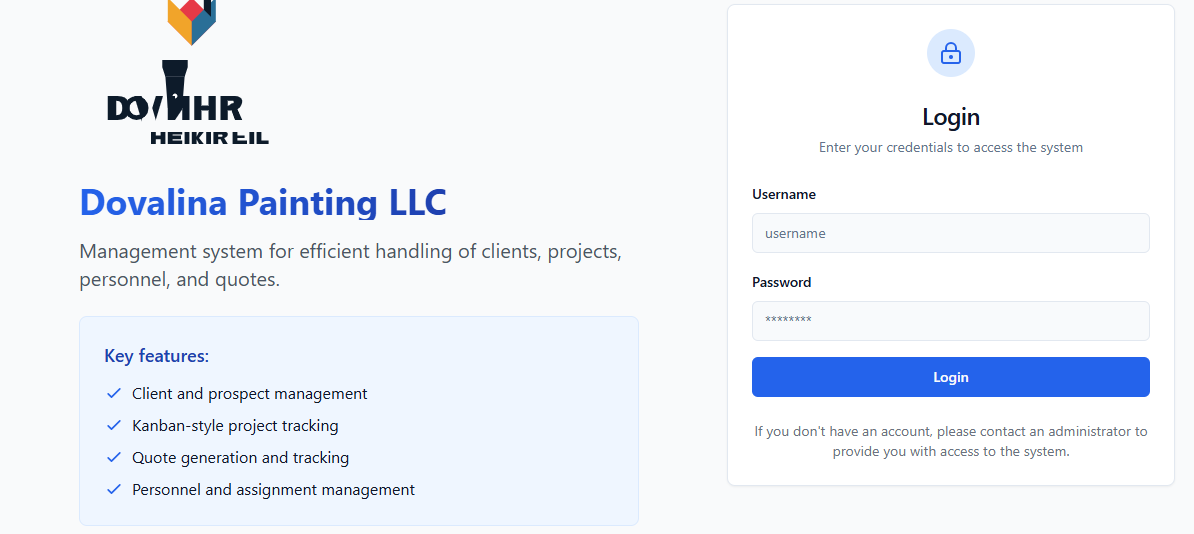 Dovalina Painting LLC
Management system for efficient handling of clients, projects,
personnel, and quotes.
Key features:
Client and prospect management
Kanban-style project tracking
Quote generation and tracking
Personnel and assignment management
Login
Enter your credentials to access the system
Username
username
Password
********
Login
If you don't have an account, please contact an administrator to
provide you with access to the system.